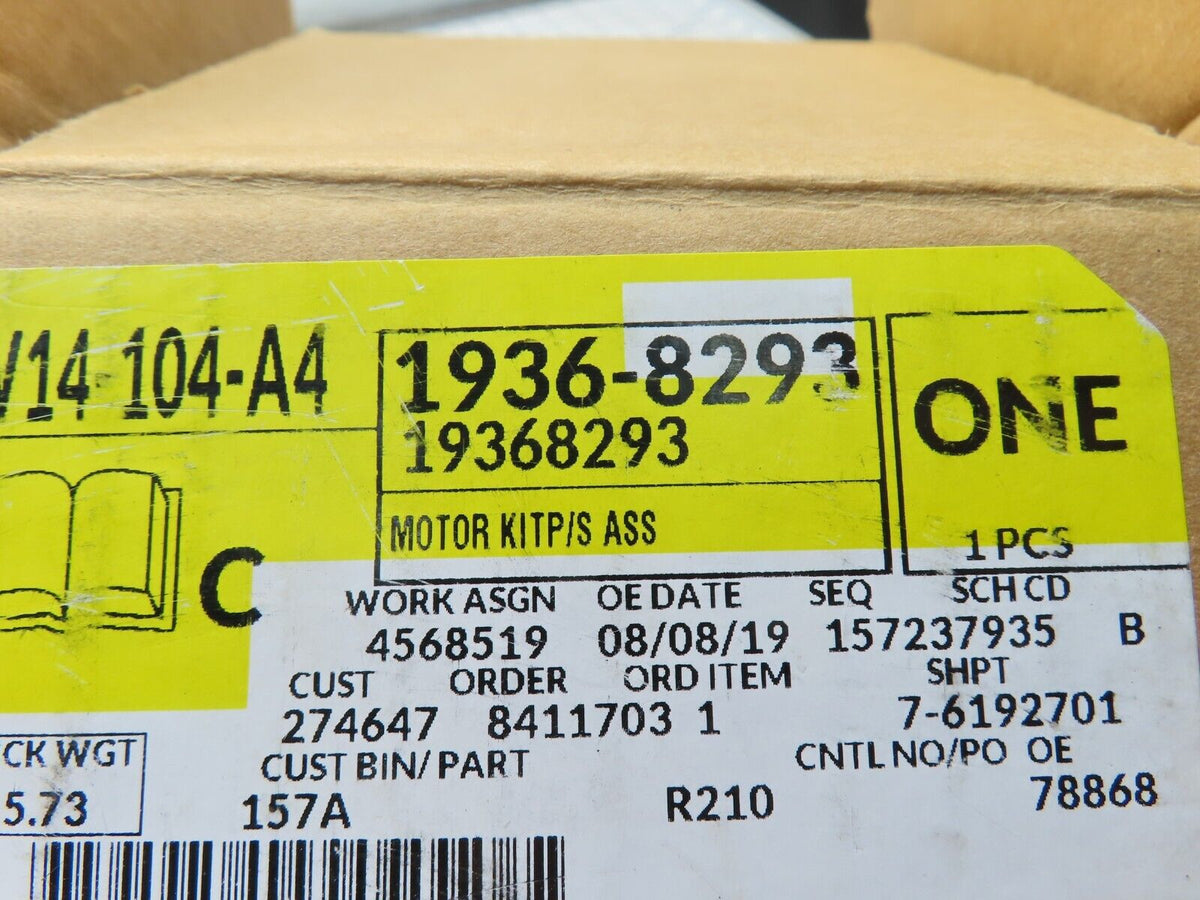 V14 104-A4
1936-8293
19368293
ONE
MOTOR KITP/S ASS
1 PCS
C
WORK ASGN OE DATE SEQ SCH CD
4568519 08/08/19 157237935 B
CUST ORDER ORD ITEM SHPT
274647 8411703 1 7-6192701
CK WGT CUST BIN/ PART CNTL NO/PO OE
5.73 157A R210 78868